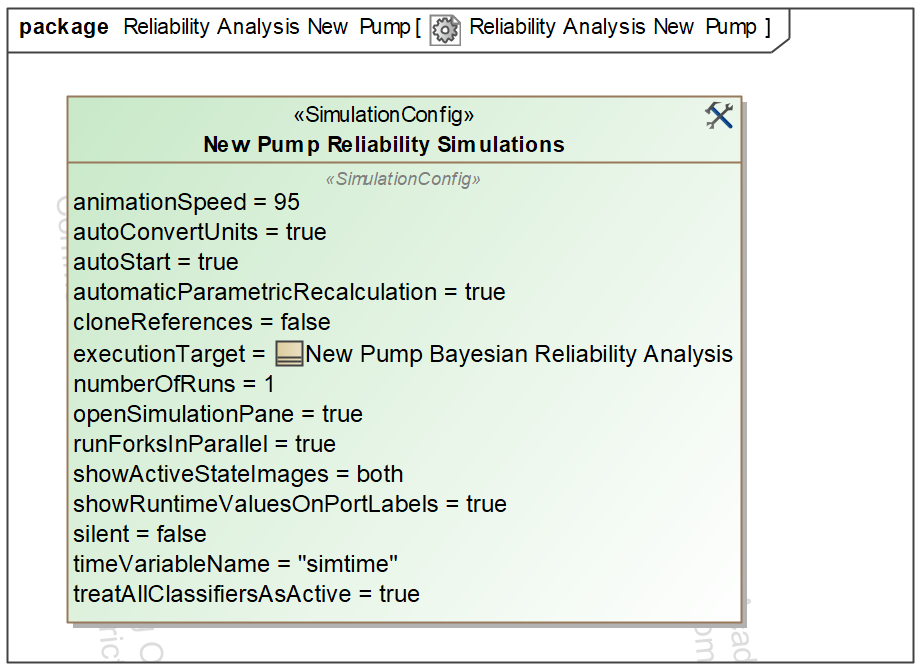 package Reliability Analysis New Pump [ Reliability Analysis New Pump ]
«SimulationConfig»
New Pump Reliability Simulations
«SimulationConfig»
animationSpeed = 95
autoConvertUnits = true
autoStart = true
automaticParametricRecalculation = true
cloneReferences = false
executionTarget = New Pump Bayesian Reliability Analysis
numberOfRuns = 1
openSimulationPane = true
runForksInParallel = true
showActiveStateImages = both
showRuntimeValuesOnPortLabels = true
silent = false
timeVariableName = "simtime"
treatAllClassifiersAsActive = true